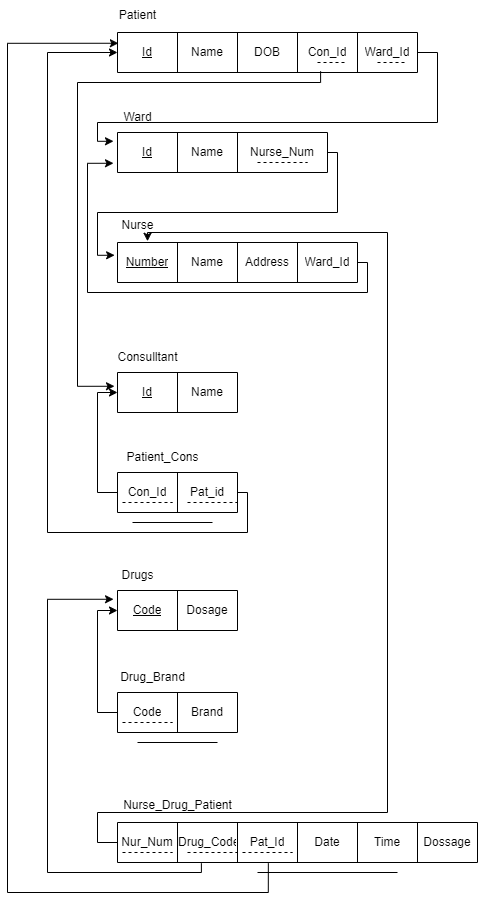 Patient
Id Name DOB Con_Id Ward_Id
Ward
Id Name Nurse_Num
Nurse
Number Name Address Ward_Id
Consulltant
Id Name
Patient_Cons
Con_Id Pat_id
Drugs
Code Dosage
Drug_Brand
Code Brand
Nurse_Drug_Patient
Nur_Num Drug_Code Pat_Id Date Time Dossage